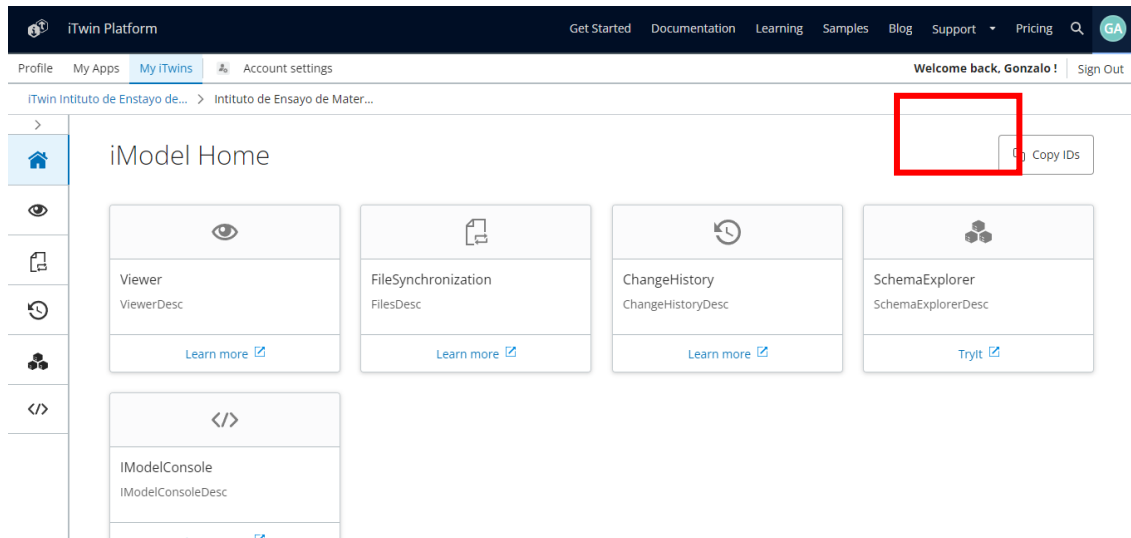 iTwin Platform Get Started Documentation Learning Samples Blog Support Pricing GA
Profile My Apps My iTwins Account settings Welcome back, Gonzalo ! Sign Out
iTwin Intituto de Enstayo de... > Intituto de Ensayo de Mater...
iModel Home Copy IDs
Viewer FileSynchronization ChangeHistory SchemaExplorer
ViewerDesc FilesDesc ChangeHistoryDesc SchemaExplorerDesc
Learn more Learn more Learn more TryIt
</>
</>
IModelConsole
IModelConsoleDesc